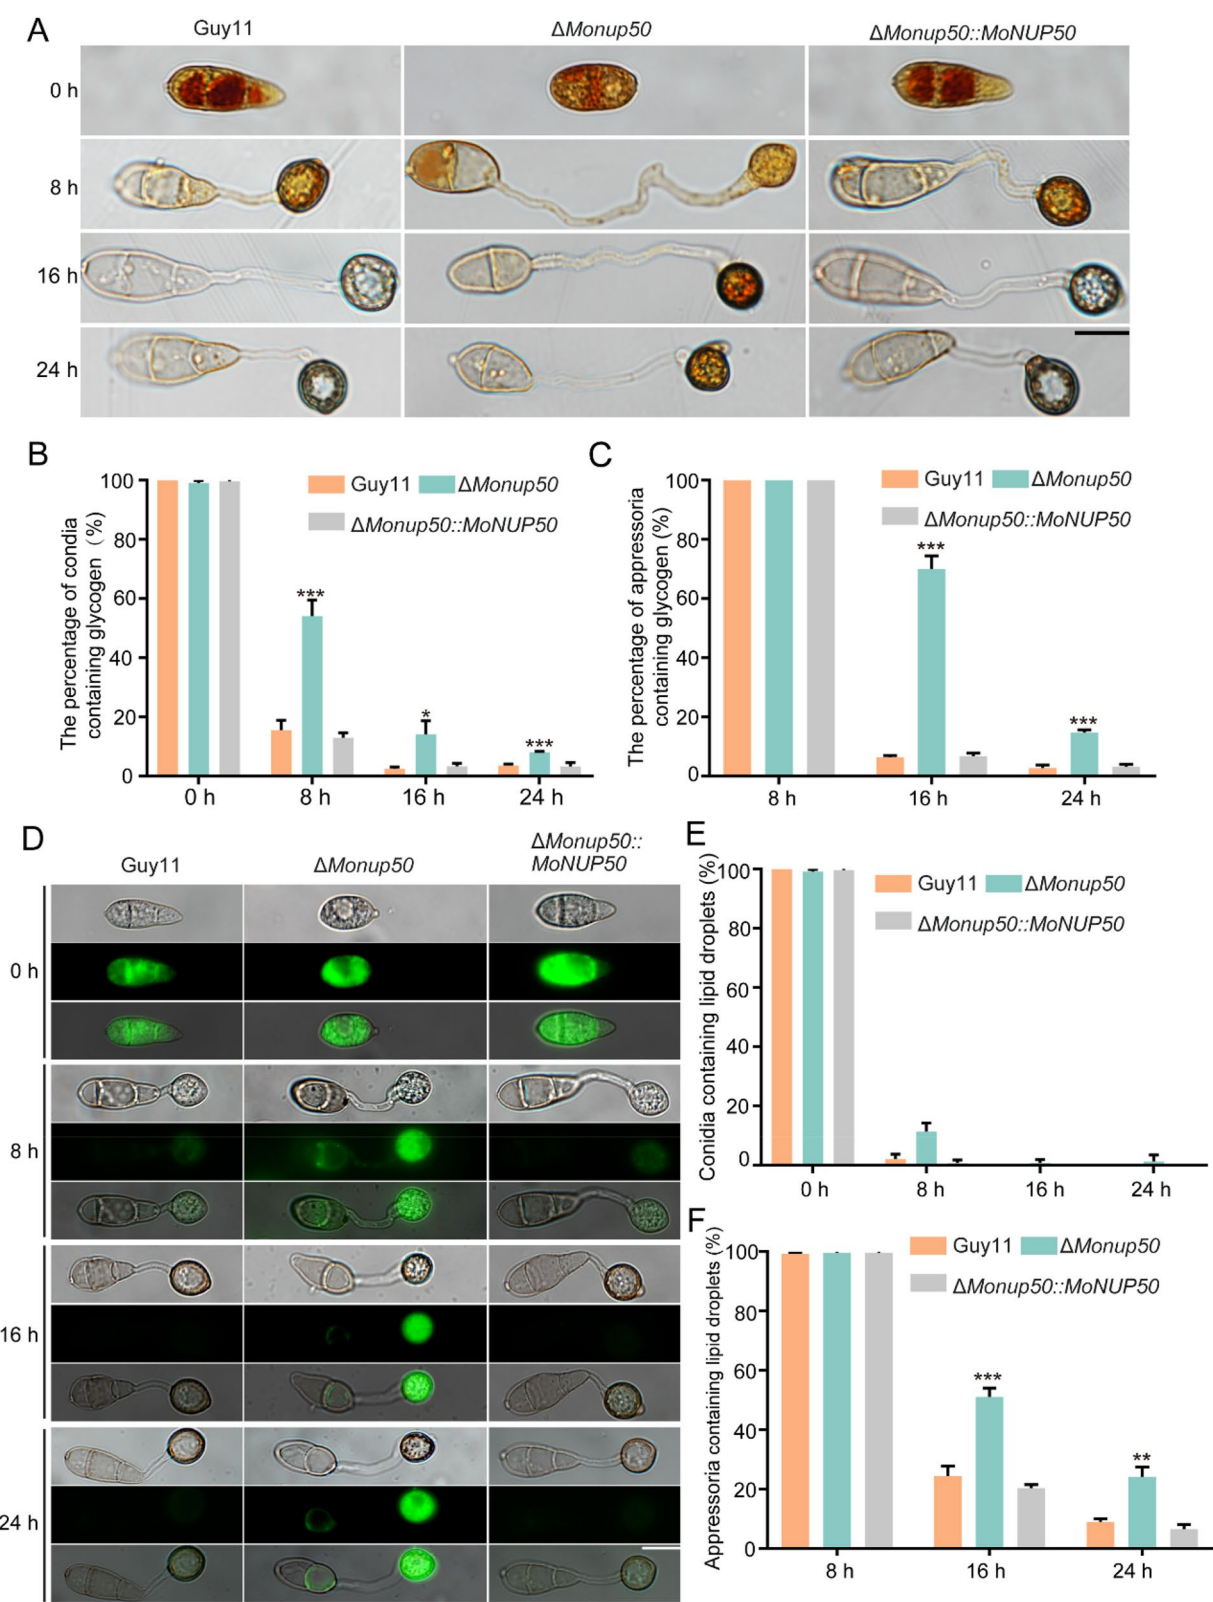 A
Guy11
ΔMonup50
ΔMonup50::MoNUP50
0 h
8 h
16 h
24 h
B
The percentage of condia
containing glycogen (%)
100
80
60
40
20
0
Guy11
ΔMonup50
ΔMonup50::MoNUP50
***
*
***
0 h
8 h
16 h
24 h
C
The percentage of appressoria
containing glycogen (%)
100
80
60
40
20
0
Guy11
ΔMonup50
ΔMonup50::MoNUP50
***
***
8 h
16 h
24 h
D
Guy11
ΔMonup50
ΔMonup50::
MoNUP50
0 h
8 h
16 h
24 h
E
Conidia containing lipid droplets (%)
100
80
60
40
20
0
Guy11
ΔMonup50
ΔMonup50::MoNUP50
0 h
8 h
16 h
24 h
F
Appressoria containing lipid droplets (%)
100
80
60
40
20
0
Guy11
ΔMonup50
ΔMonup50::MoNUP50
***
**
8 h
16 h
24 h